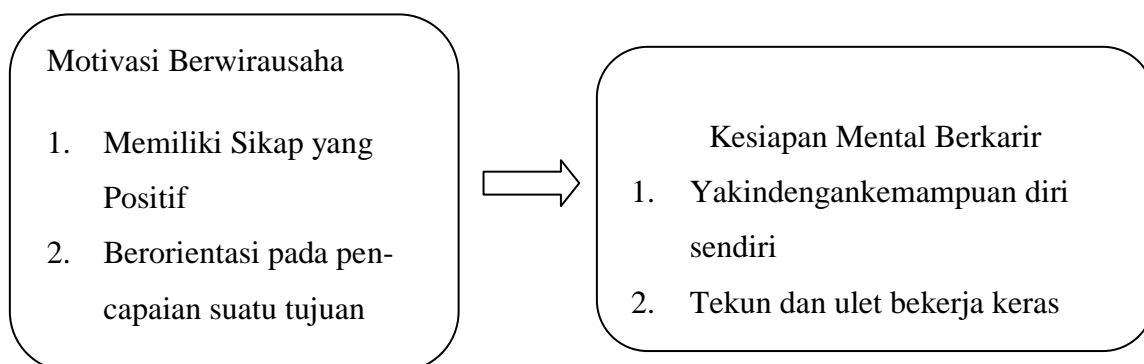 Motivasi Berwirausaha
1. Memiliki Sikap yang
Positif
2. Berorientasi pada pen-
capaian suatu tujuan
Kesiapan Mental Berkarir
1. Yakindengankemampuan diri
sendiri
2. Tekun dan ulet bekerja keras